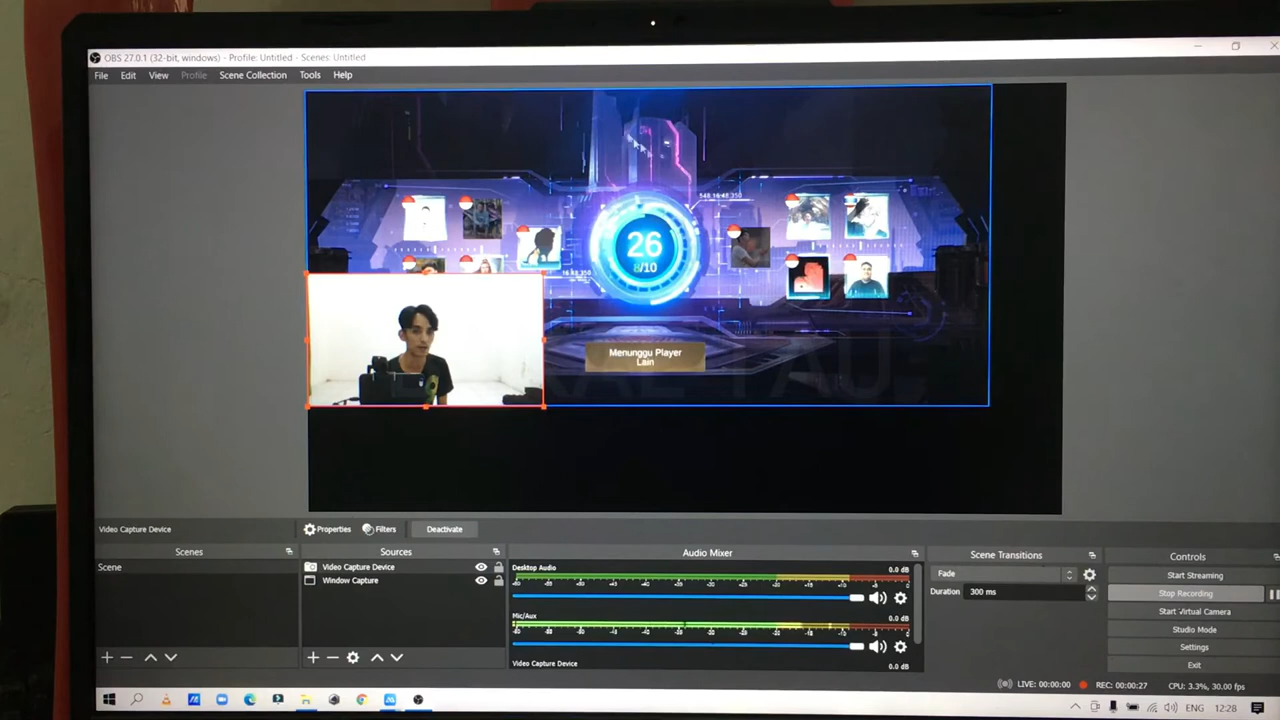 OBS 27.0.1 (32-bit, windows) - Profile: Untitled - Scenes: Untitled
File Edit View Profile Scene Collection Tools Help
548.16:48.350
26
8/10
Menunggu Player
Lain
Video Capture Device
Properties Filters Deactivate
Scenes
Scene
Sources
Video Capture Device
Window Capture
Audio Mixer
Desktop Audio 0.0 dB
Mic/Aux 0.0 dB
Video Capture Device 0.0 dB
Scene Transitions
Fade
Duration 300 ms
Controls
Start Streaming
Stop Recording
Start Virtual Camera
Studio Mode
Settings
Exit
LIVE: 00:00:00 REC: 00:00:27 CPU: 3.3%, 30.00 fps
ENG 12:28